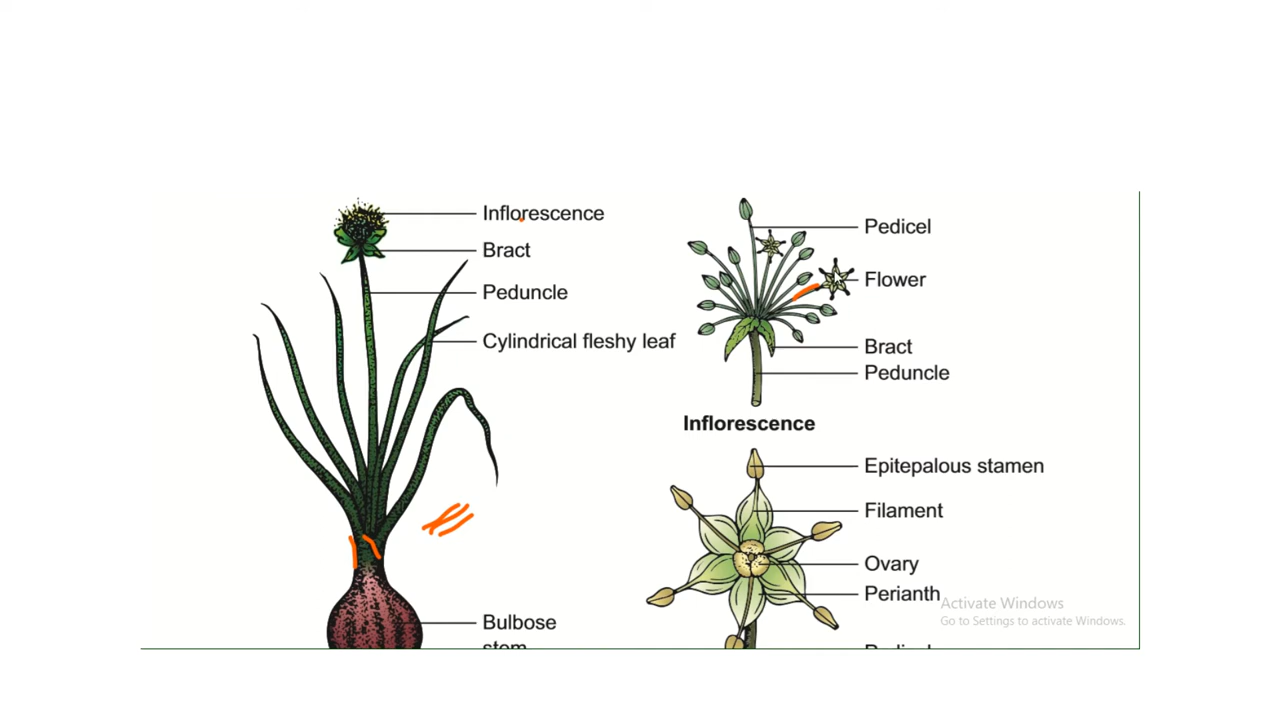 Inflorescence
Bract
Peduncle
Cylindrical fleshy leaf
Bulbose
stem
Pedicel
Flower
Bract
Peduncle
Inflorescence
Epitepalous stamen
Filament
Ovary
Perianth
Activate Windows
Go to Settings to activate Windows.